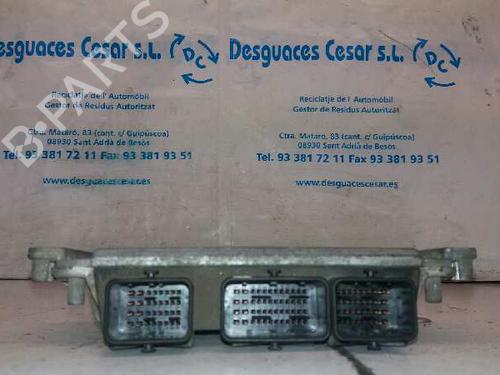 Desguaces Cesar S.L.
DC
Reciclatje de l' Automòbil
Gestor de Residus Autoritzat
Ctra. Mataró, 83 (cant. c/ Guipúscoa)
08930 Sant Adrià de Besòs
Tel. 93 381 72 11 Fax 93 381 93 51
www.desguacescesar.es
Desguaces Cesar S.L.
DC
Reciclatje de l' Automòbil
Gestor de Residus Autoritzat
Ctra. Mataró, 83 (cant. c/ Guipúscoa)
08930 Sant Adrià de Besòs
Tel. 93 381 72 11 Fax 93 381 93 51
www.desguacescesar.es
B-PARTS